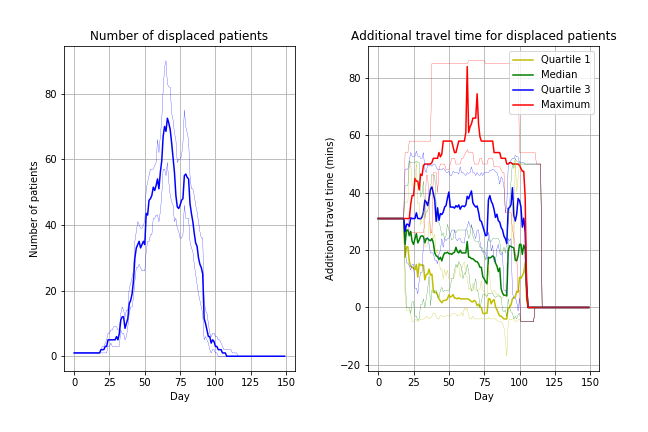 Number of displaced patients
Number of patients
80
60
40
20
0
0 25 50 75 100 125 150
Day
Additional travel time for displaced patients
Additional travel time (mins)
80
60
40
20
0
−20
Quartile 1
Median
Quartile 3
Maximum
0 25 50 75 100 125 150
Day